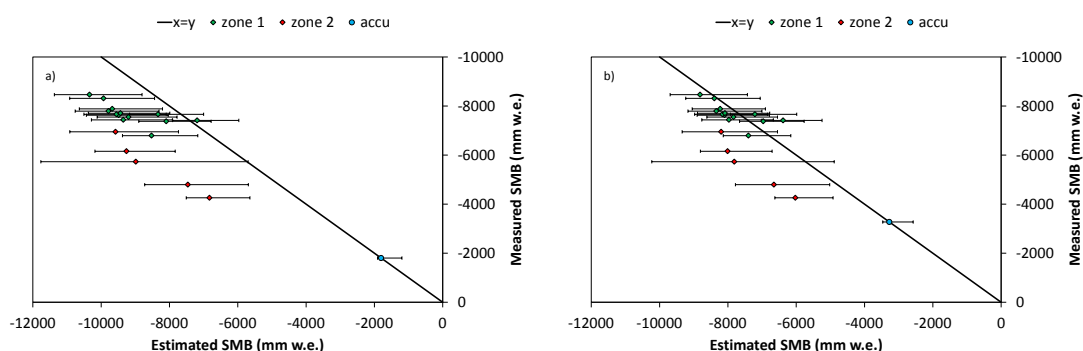 x=y zone 1 zone 2 accu
a)
-10000
-8000
-6000
-4000
-2000
0
Measured SMB (mm w.e.)
-12000 -10000 -8000 -6000 -4000 -2000 0
Estimated SMB (mm w.e.)
x=y zone 1 zone 2 accu
b)
-10000
-8000
-6000
-4000
-2000
0
Measured SMB (mm w.e.)
-12000 -10000 -8000 -6000 -4000 -2000 0
Estimated SMB (mm w.e.)